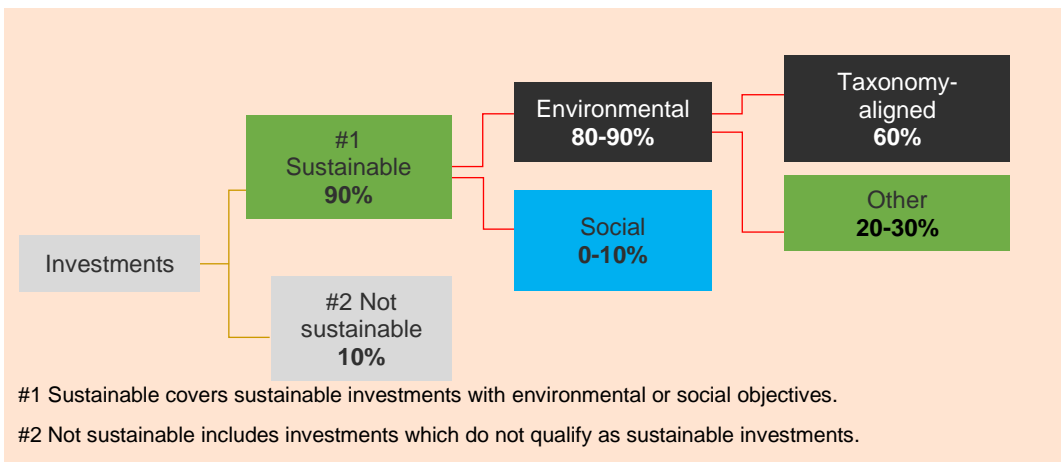 Investments
#1
Sustainable
90%
#2 Not
sustainable
10%
Environmental
80-90%
Social
0-10%
Taxonomy-
aligned
60%
Other
20-30%
#1 Sustainable covers sustainable investments with environmental or social objectives.
#2 Not sustainable includes investments which do not qualify as sustainable investments.